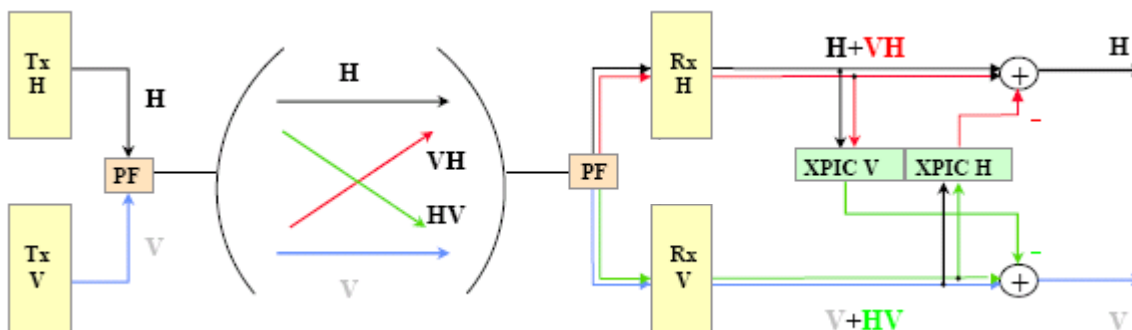 Tx
H
H
PF
Tx
V
V
H
VH
HV
V
PF
Rx
H
H+VH
+
H
XPIC V
XPIC H
−
Rx
V
−
+
V+HV
V